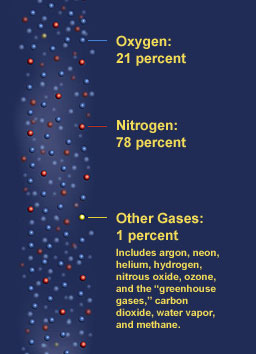 Oxygen:
21 percent
Nitrogen:
78 percent
Other Gases:
1 percent
Includes argon, neon,
helium, hydrogen,
nitrous oxide, ozone,
and the “greenhouse
gases,” carbon
dioxide, water vapor,
and methane.